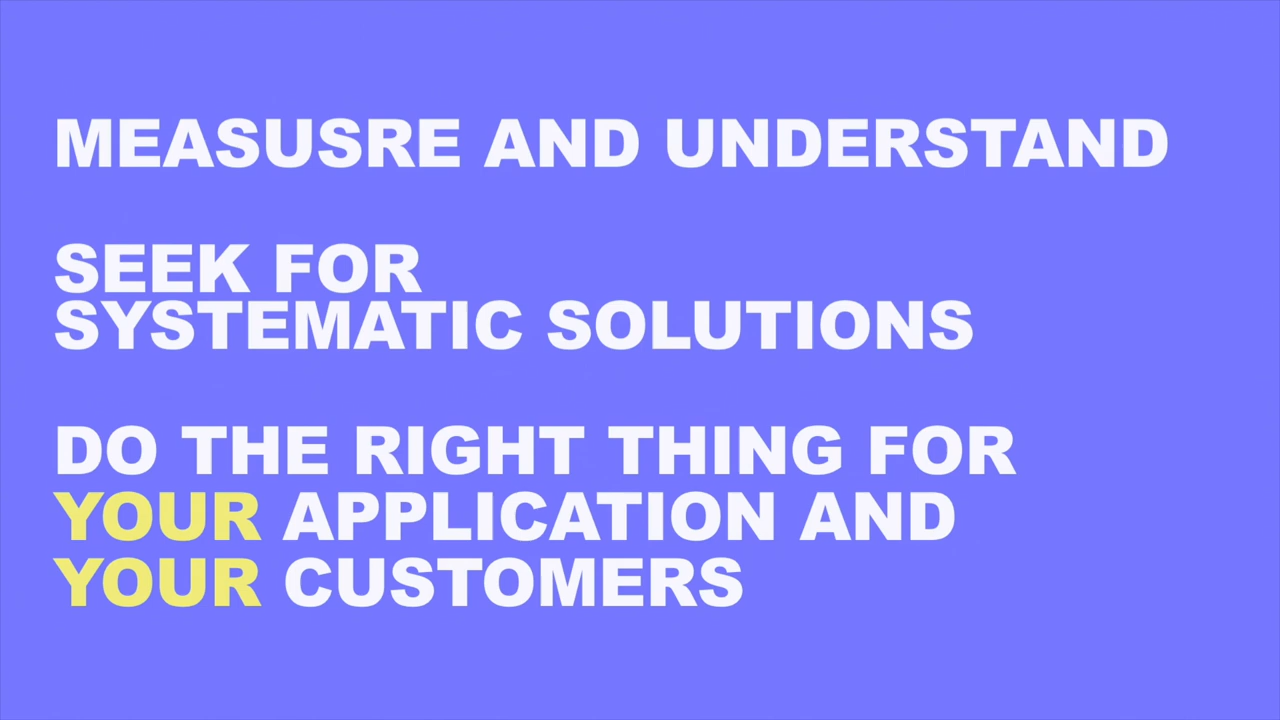 MEASUSRE AND UNDERSTAND
SEEK FOR
SYSTEMATIC SOLUTIONS
DO THE RIGHT THING FOR
YOUR APPLICATION AND
YOUR CUSTOMERS